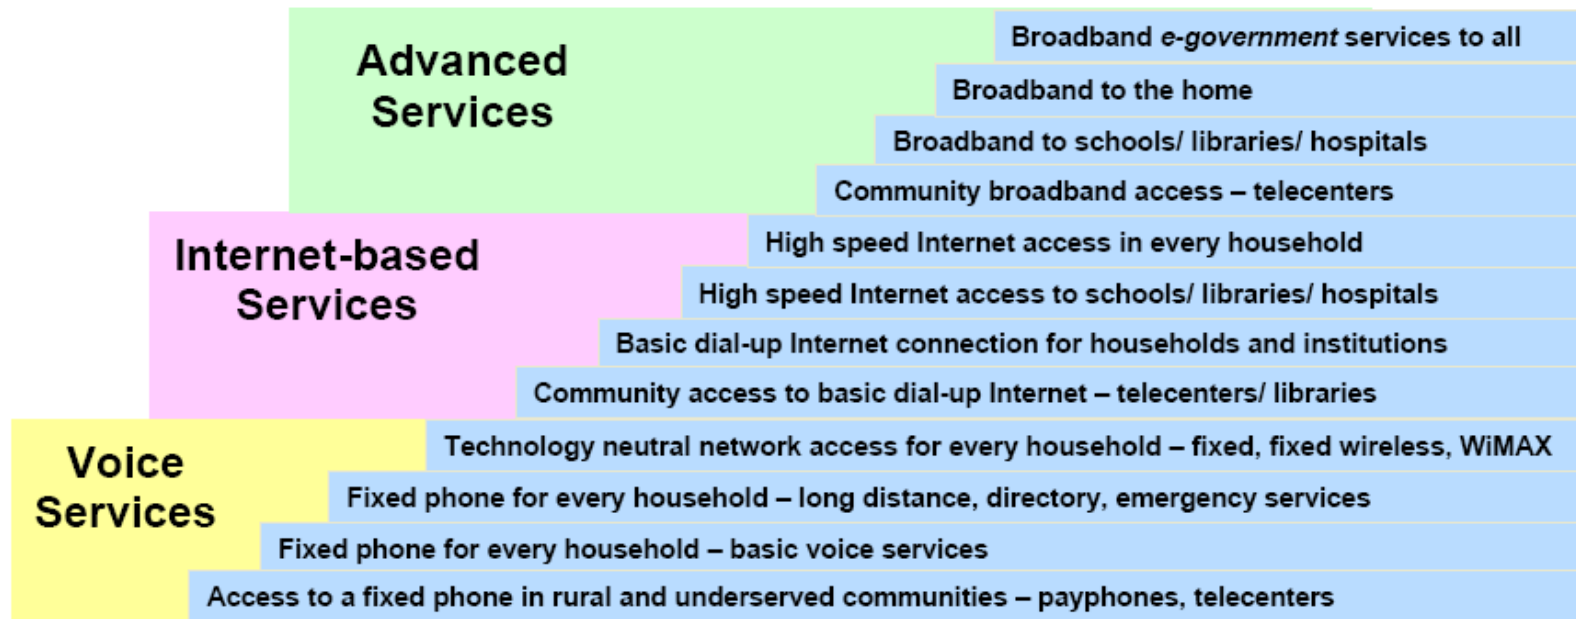 Advanced
Services
Broadband e-government services to all
Broadband to the home
Broadband to schools/ libraries/ hospitals
Community broadband access – telecenters
Internet-based
Services
High speed Internet access in every household
High speed Internet access to schools/ libraries/ hospitals
Basic dial-up Internet connection for households and institutions
Community access to basic dial-up Internet – telecenters/ libraries
Voice
Services
Technology neutral network access for every household – fixed, fixed wireless, WiMAX
Fixed phone for every household – long distance, directory, emergency services
Fixed phone for every household – basic voice services
Access to a fixed phone in rural and underserved communities – payphones, telecenters